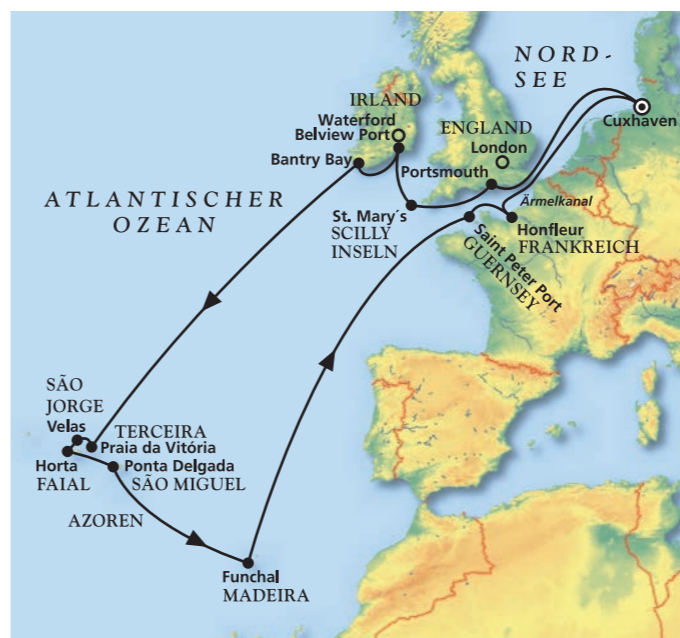 NORD-
SEE
IRLAND
Waterford
Belview Port
Bantry Bay
ENGLAND
London
Portsmouth
Cuxhaven
ATLANTISCHER
OZEAN
St. Mary´s
SCILLY
INSELN
Ärmelkanal
Honfleur
FRANKREICH
Saint Peter Port
GUERNSEY
SÃO
JORGE
Velas
TERCEIRA
Praia da Vitória
Horta
FAIAL
Ponta Delgada
SÃO MIGUEL
AZOREN
Funchal
MADEIRA